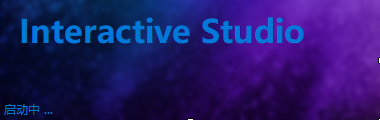 Interactive Studio
启动中 ...